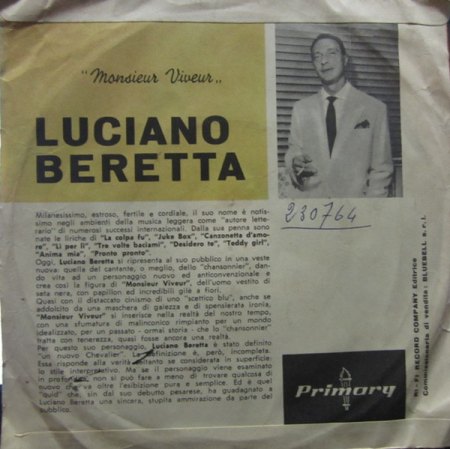 "Monsieur Viveur,,
LUCIANO
BERETTA
230764
Milanesissimo, estroso, fertile e cordiale, il suo nome è notis-
simo negli ambienti della musica leggera come "autore lette-
rario" di numerosi successi internazionali. Dalla sua penna sono
nate le liriche di "La colpa fu", "Juke Box", "Canzonetta d'amo-
re", "Lì per lì", "Tre volte baciami", "Desidero te", "Teddy girl",
"Anima mia", "Pronto pronto".
Oggi, Luciano Beretta si ripresenta al suo pubblico in una veste
nuova: quelle del cantante, o meglio, dello "chansonnier", dan-
do vita ad un personaggio nuovo ed anticonvenzionale e
crea così la figura di "Monsieur Viveur", dell'uomo vestito di
seta nera, con papillon ed incredibili gilè a fiori.
Quasi con il distaccato cinismo di uno "scettico blu", anche se
addolcito da una maschera di gaiezza e di spensierata ironia,
"Monsieur Viveur" si inserisce nella realtà del nostro tempo,
con una sfumatura di malinconico rimpianto per un mondo
idealizzato, per un passato - ormai storia - che lo "chansonnier"
tratta con tenerezza, quasi fosse ancora una realtà.
Per questo suo personaggio, Luciano Beretta è stato definito
"un nuovo Chevalier". La definizione è, però, incompleta.
Essa risponde alla verità soltanto se considerata in superficie:
lo stile interpretativo. Ma se il personaggio viene esaminato
in profondità, non si può fare a meno di trovare qualcosa di
nuovo che va oltre l'esibizione pura e semplice. Ed è quel
"quid" che, sin dal suo debutto pesarese, ha guadagnato a
Luciano Beretta una sincera, stupita ammirazione da parte del
pubblico.
Primary
RI - FI RECORD COMPANY Editrice
Commissionaria di vendita: BLUEBELL s.r.l.